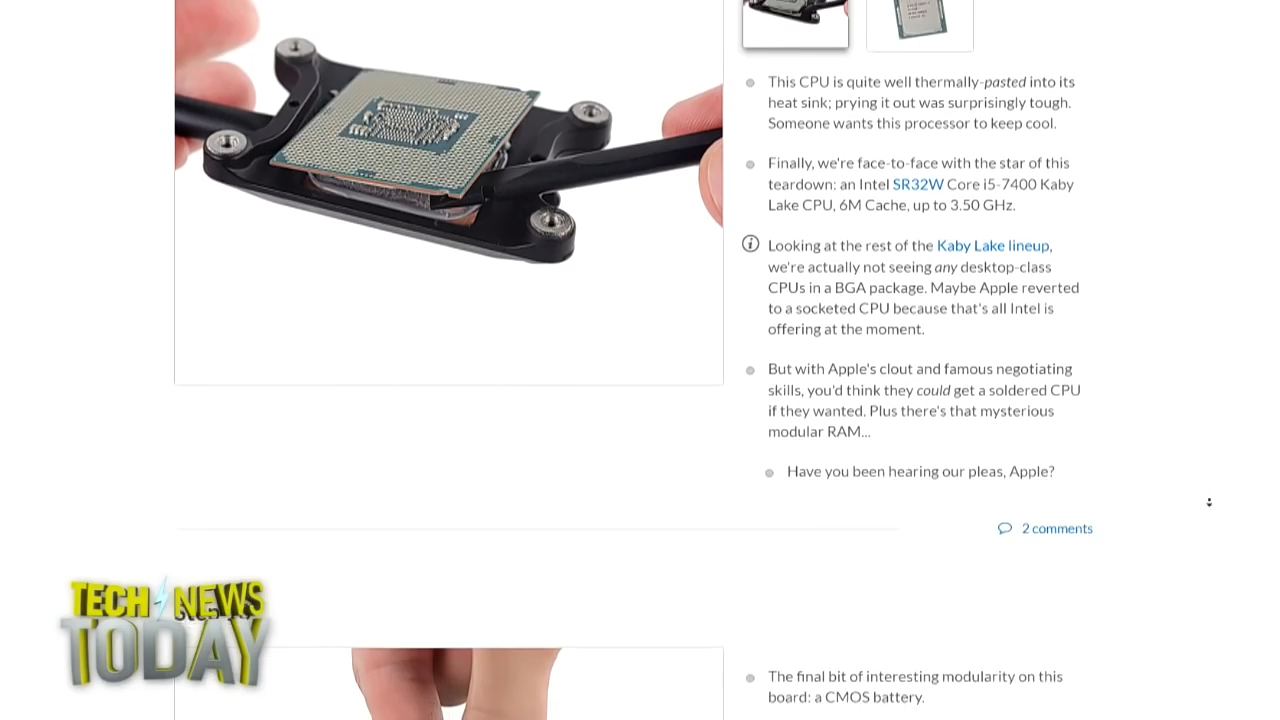 This CPU is quite well thermally-pasted into its
heat sink; prying it out was surprisingly tough.
Someone wants this processor to keep cool.
Finally, we're face-to-face with the star of this
teardown: an Intel SR32W Core i5-7400 Kaby
Lake CPU, 6M Cache, up to 3.50 GHz.
Looking at the rest of the Kaby Lake lineup,
we're actually not seeing any desktop-class
CPUs in a BGA package. Maybe Apple reverted
to a socketed CPU because that's all Intel is
offering at the moment.
But with Apple's clout and famous negotiating
skills, you'd think they could get a soldered CPU
if they wanted. Plus there's that mysterious
modular RAM...
Have you been hearing our pleas, Apple?
2 comments
TECH NEWS
TODAY
The final bit of interesting modularity on this
board: a CMOS battery.